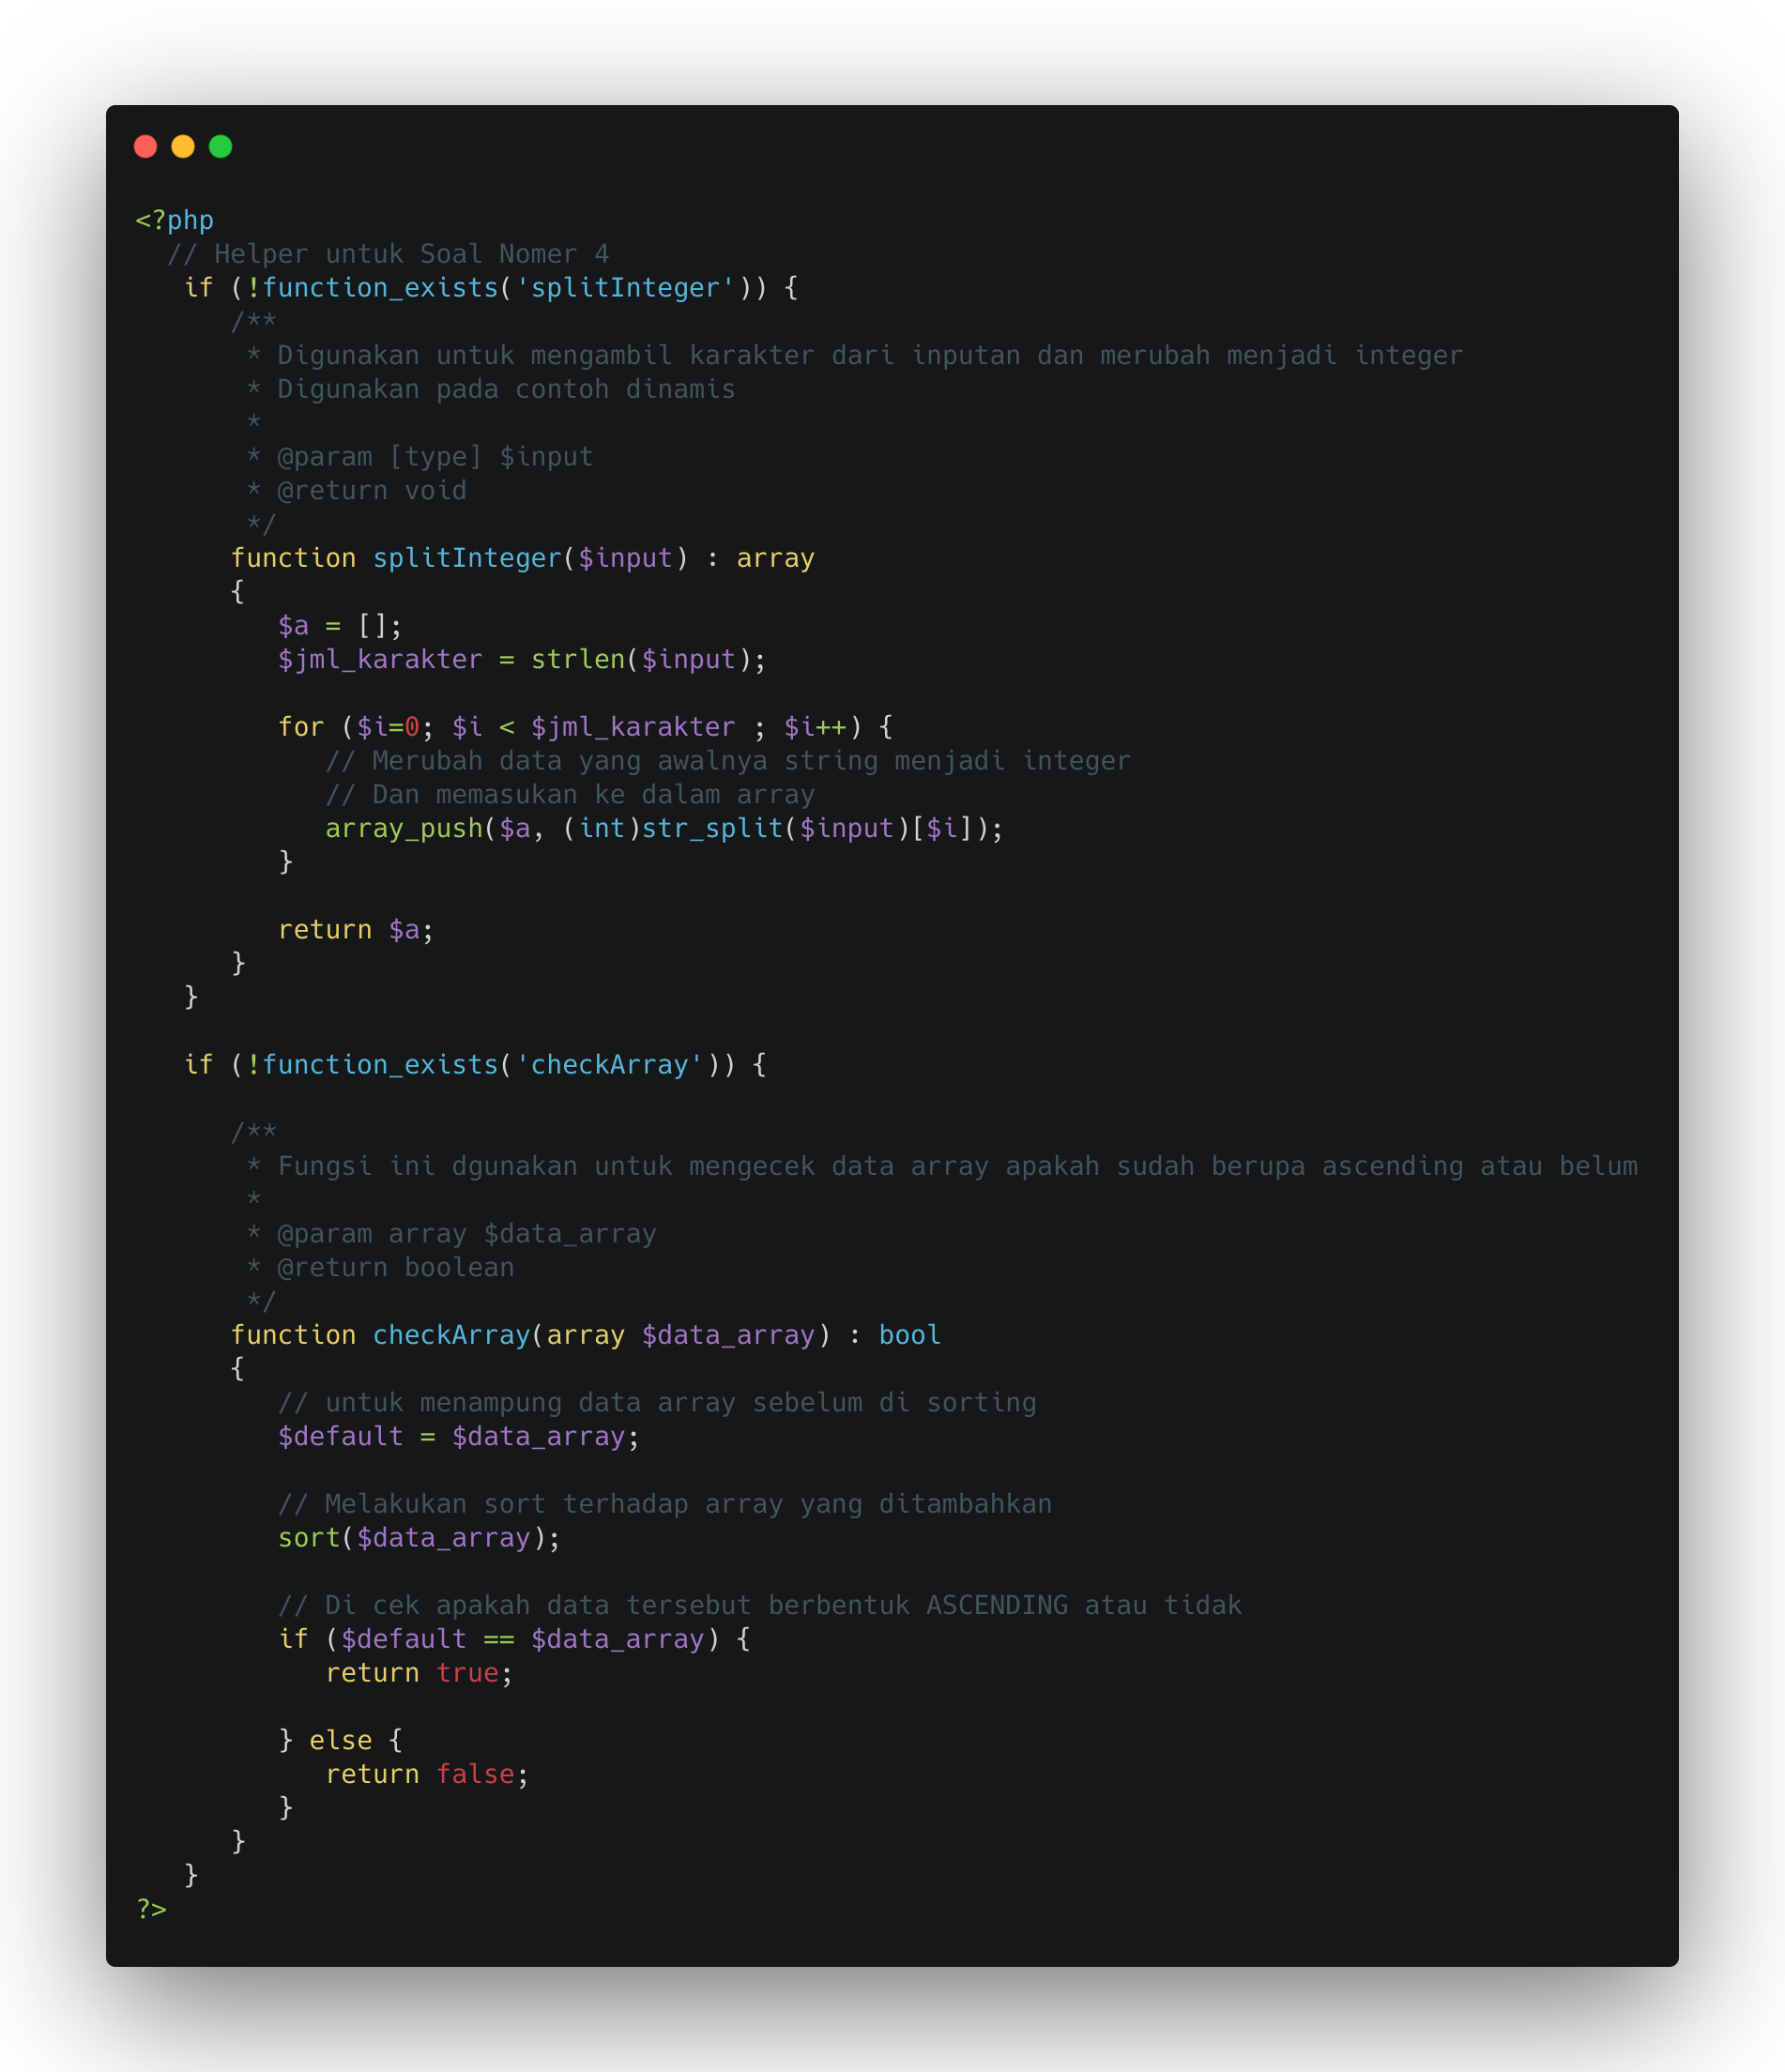 <?php
  // Helper untuk Soal Nomer 4
   if (!function_exists('splitInteger')) {
      /**
       * Digunakan untuk mengambil karakter dari inputan dan merubah menjadi integer
       * Digunakan pada contoh dinamis
       *
       * @param [type] $input
       * @return void
       */
      function splitInteger($input) : array
      {
         $a = [];
         $jml_karakter = strlen($input);

         for ($i=0; $i < $jml_karakter ; $i++) {
            // Merubah data yang awalnya string menjadi integer
            // Dan memasukan ke dalam array
            array_push($a, (int)str_split($input)[$i]);
         }

         return $a;
      }
   }

   if (!function_exists('checkArray')) {

      /**
       * Fungsi ini dgunakan untuk mengecek data array apakah sudah berupa ascending atau belum
       *
       * @param array $data_array
       * @return boolean
       */
      function checkArray(array $data_array) : bool
      {
         // untuk menampung data array sebelum di sorting
         $default = $data_array;

         // Melakukan sort terhadap array yang ditambahkan
         sort($data_array);

         // Di cek apakah data tersebut berbentuk ASCENDING atau tidak
         if ($default == $data_array) {
            return true;

         } else {
            return false;
         }
      }
   }
?>